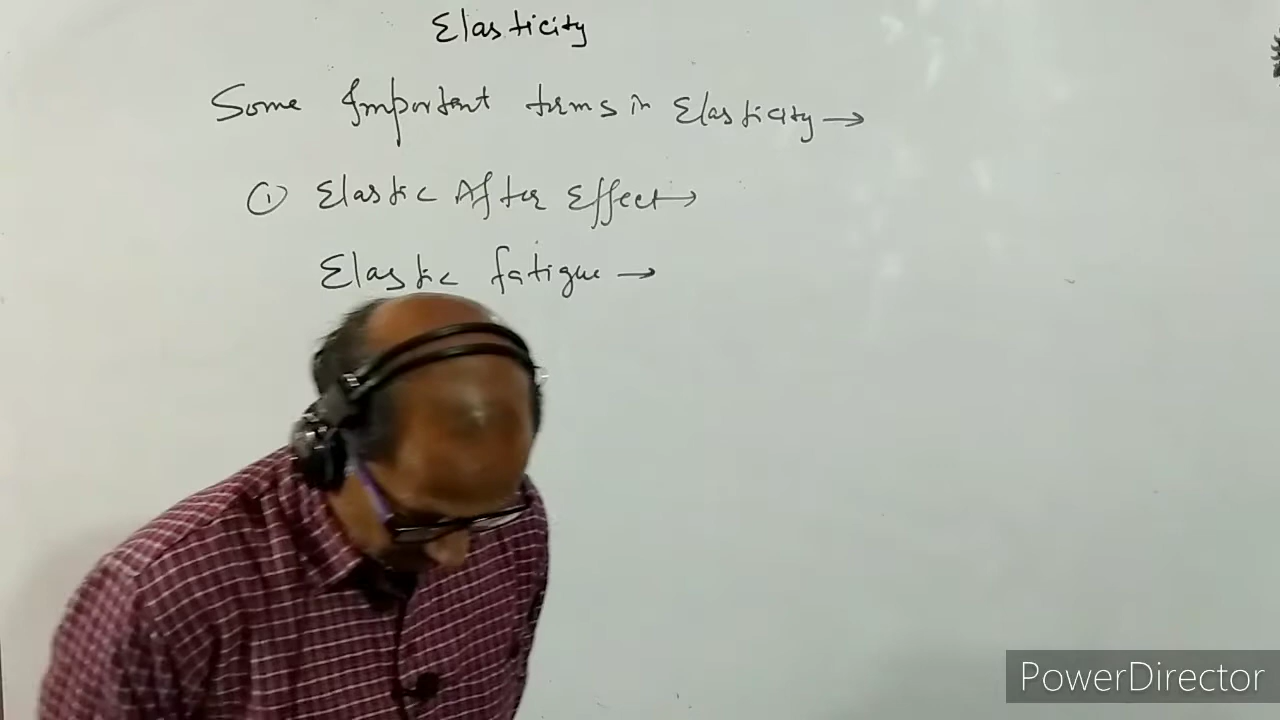 Elasticity
Some Important terms in Elasticity →
① Elastic After Effect →
Elastic fatigue →
PowerDirector